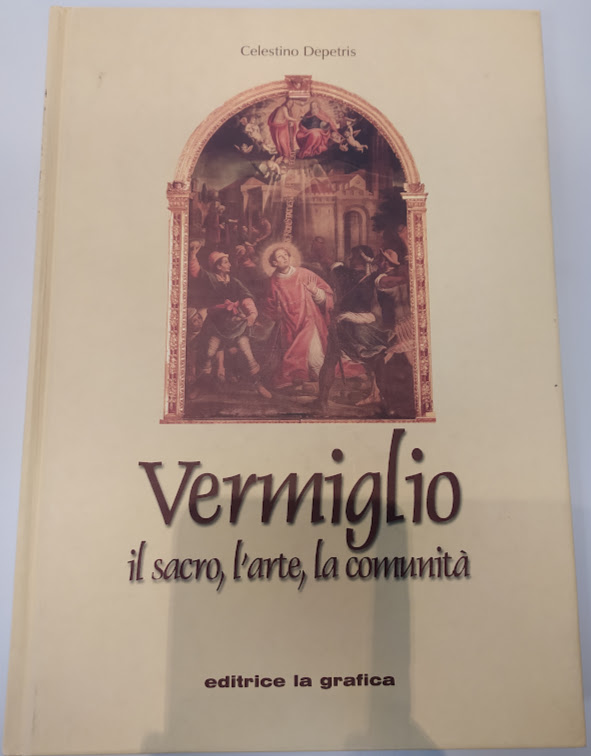 Celestino Depetris
Vermiglio
il sacro, l'arte, la comunità
editrice la grafica